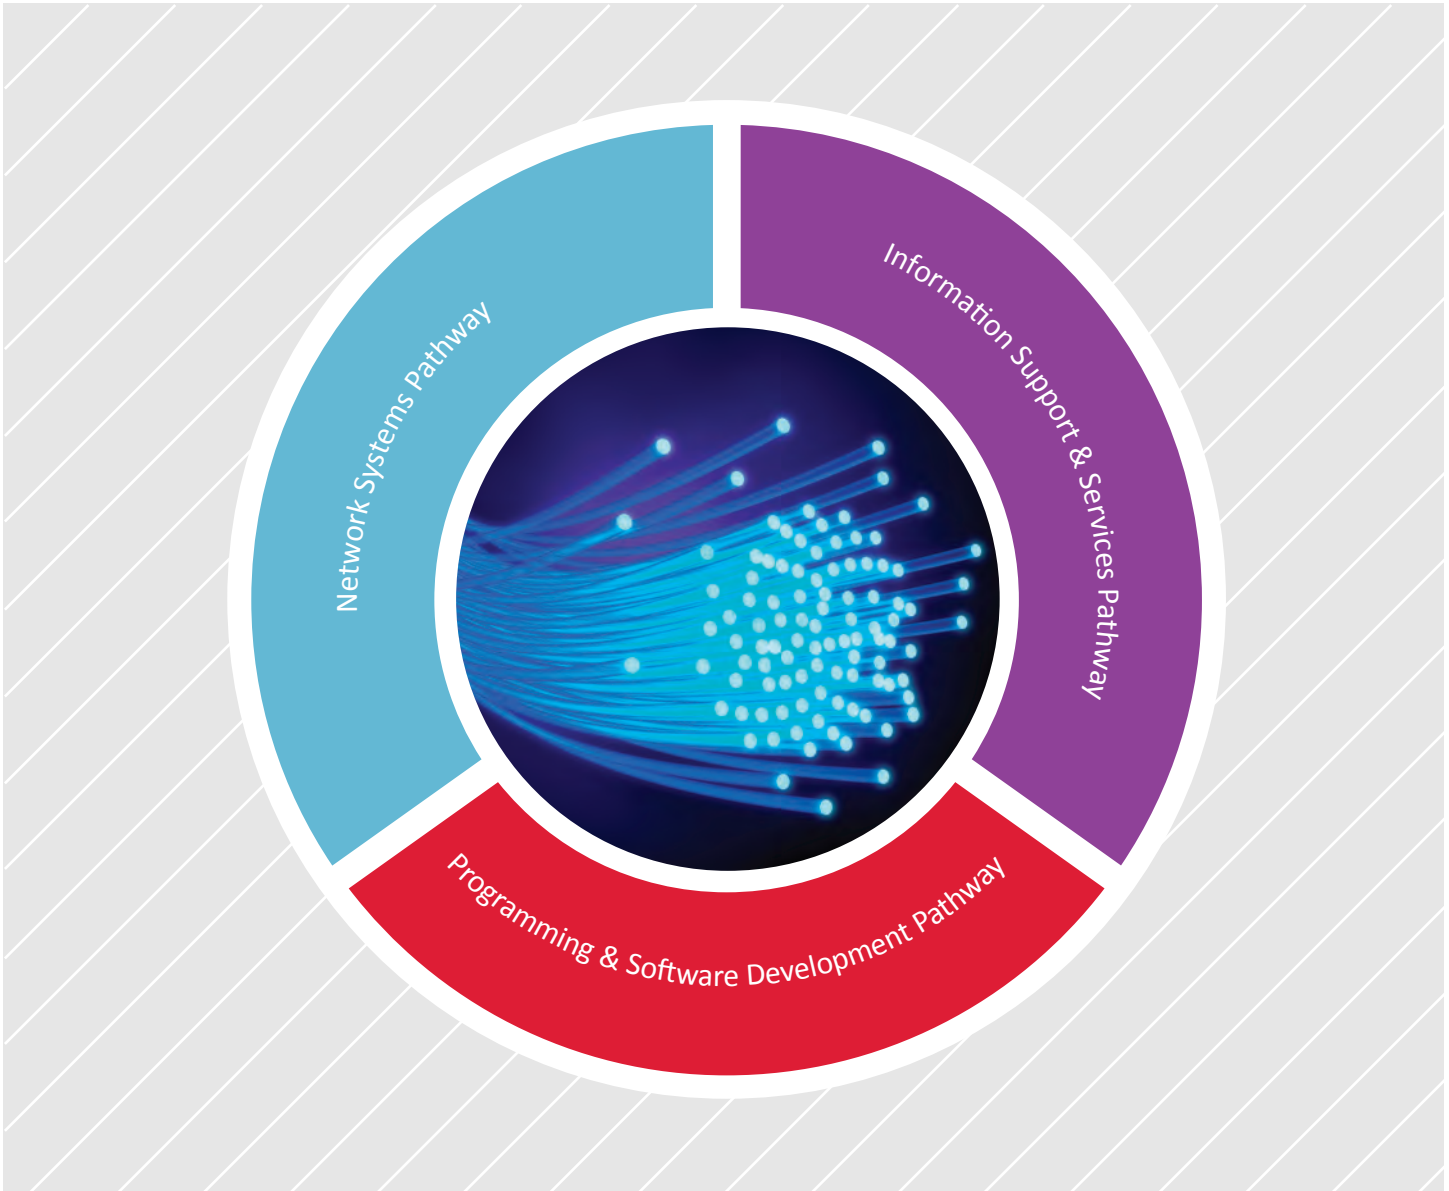 Network Systems Pathway
Information Support & Services Pathway
Programming & Software Development Pathway